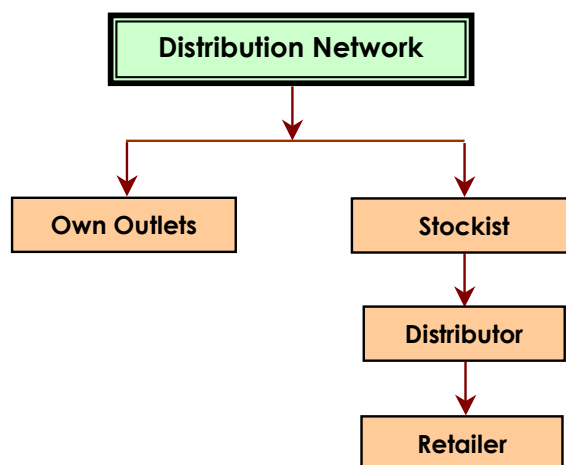 Distribution Network
Own Outlets
Stockist
Distributor
Retailer